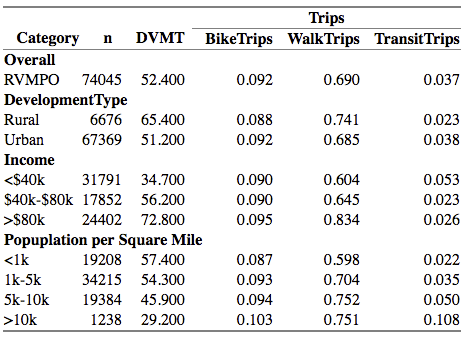 Trips
Category n DVMT BikeTrips WalkTrips TransitTrips
Overall
RVMPO 74045 52.400 0.092 0.690 0.037
DevelopmentType
Rural 6676 65.400 0.088 0.741 0.023
Urban 67369 51.200 0.092 0.685 0.038
Income
<$40k 31791 34.700 0.090 0.604 0.053
$40k-$80k 17852 56.200 0.090 0.645 0.023
>$80k 24402 72.800 0.095 0.834 0.026
Popuplation per Square Mile
<1k 19208 57.400 0.087 0.598 0.022
1k-5k 34215 54.300 0.093 0.704 0.035
5k-10k 19384 45.900 0.094 0.752 0.050
>10k 1238 29.200 0.103 0.751 0.108